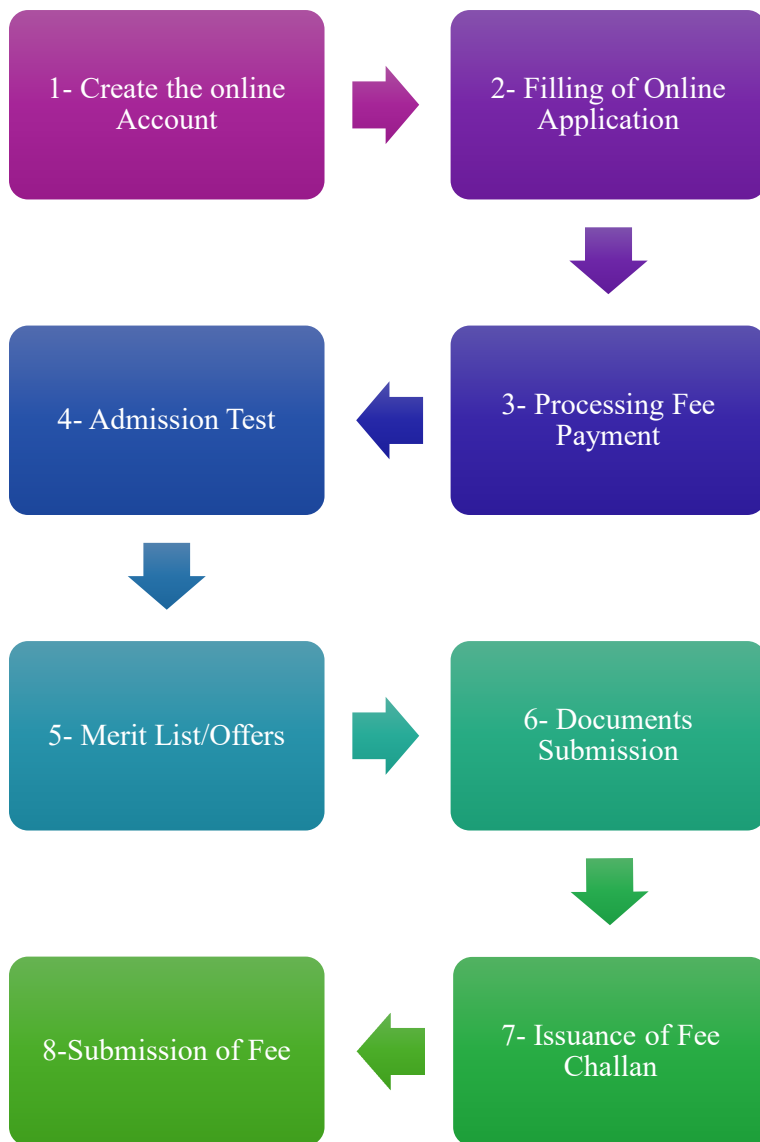 1- Create the online
Account
2- Filling of Online
Application
3- Processing Fee
Payment
4- Admission Test
5- Merit List/Offers
6- Documents
Submission
7- Issuance of Fee
Challan
8-Submission of Fee